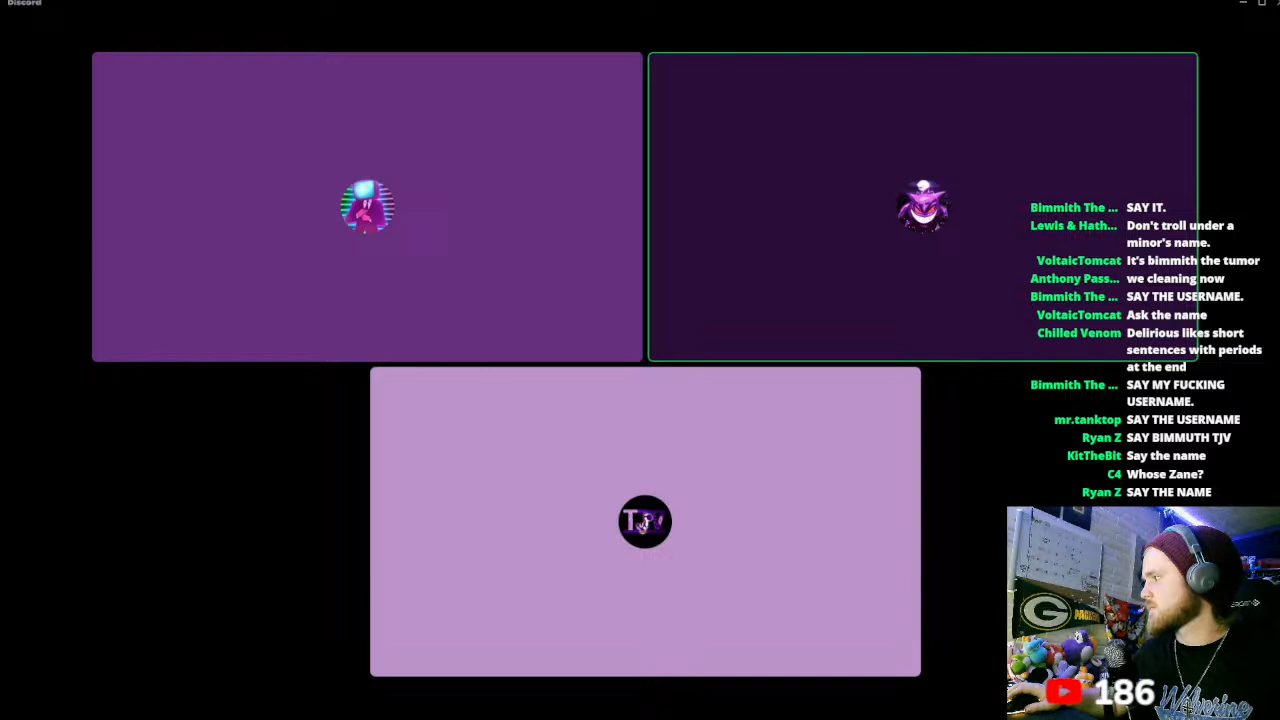 Discord
Bimmith The ... SAY IT.
Lewis & Hath... Don't troll under a
minor's name.
VoltaicTomcat It's bimmith the tumor
Anthony Pass... we cleaning now
Bimmith The ... SAY THE USERNAME.
VoltaicTomcat Ask the name
Chilled Venom Delirious likes short
sentences with periods
at the end
Bimmith The ... SAY MY FUCKING
USERNAME.
mr.tanktop SAY THE USERNAME
Ryan Z SAY BIMMUTH TJV
KitTheBit Say the name
C4 Whose Zane?
Ryan Z SAY THE NAME
TJV
G
PACKERS
186
Wolverine